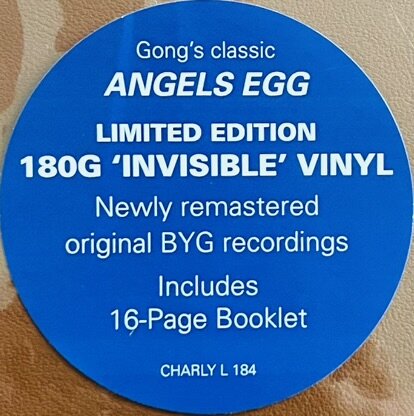 Gong's classic
ANGELS EGG
LIMITED EDITION
180G 'INVISIBLE' VINYL
Newly remastered
original BYG recordings
Includes
16-Page Booklet
CHARLY L 184